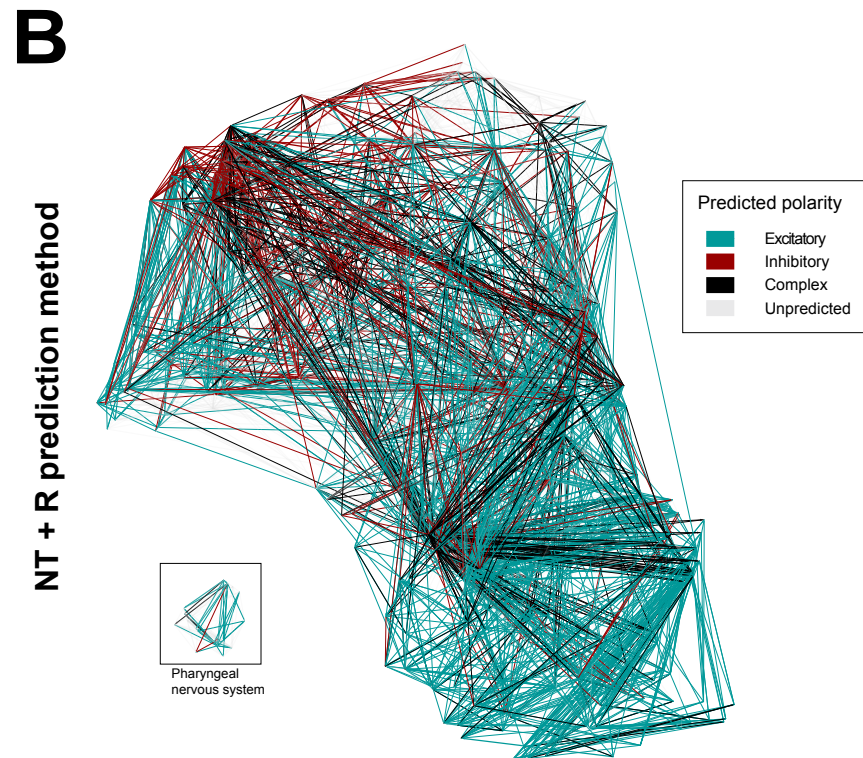 B
NT + R prediction method
Predicted polarity
Excitatory
Inhibitory
Complex
Unpredicted
Pharyngeal
nervous system